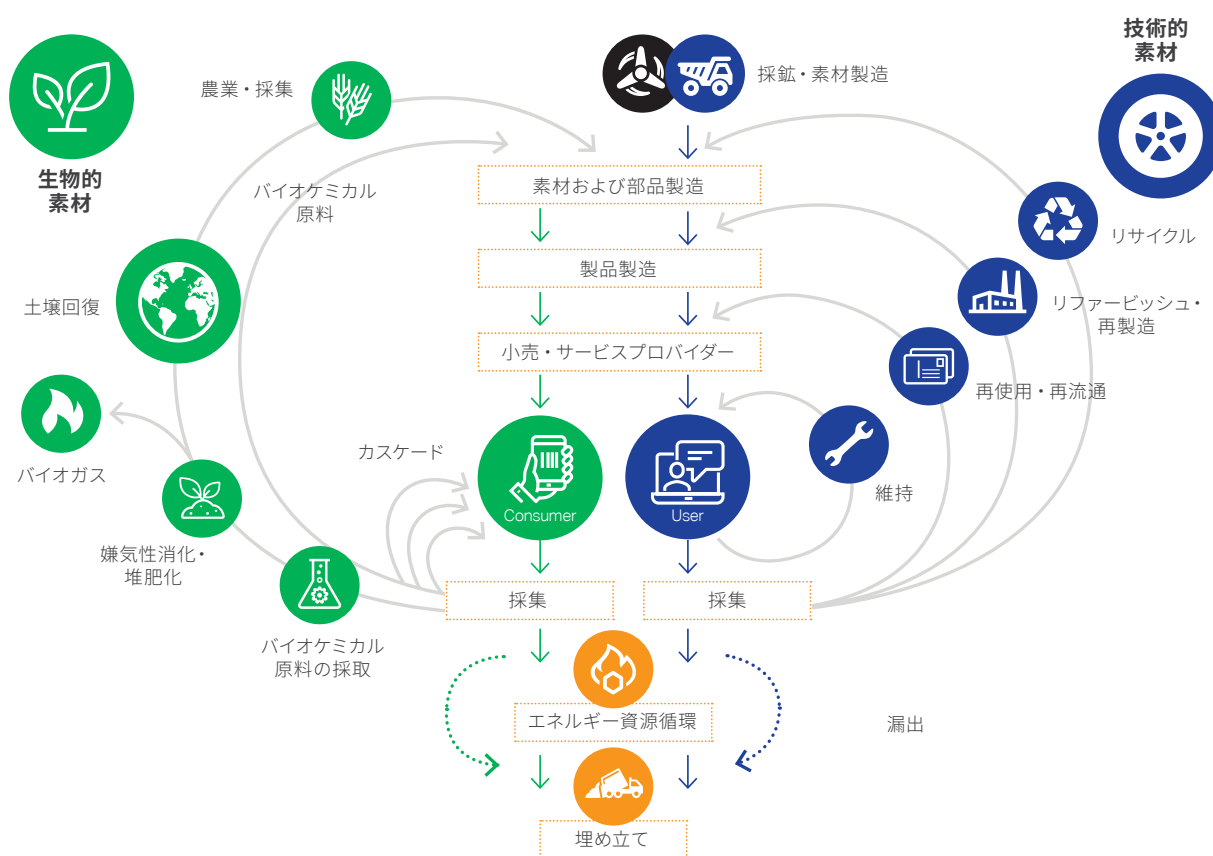 技術的
素材
採鉱・素材製造
農業・採集
生物的
素材
素材および部品製造
バイオケミカル
原料
リサイクル
製品製造
土壌回復
リファービッシュ・
再製造
小売・サービスプロバイダー
再使用・再流通
カスケード
バイオガス
維持
Consumer
User
嫌気性消化・
堆肥化
採集
採集
バイオケミカル
原料の採取
エネルギー資源循環
漏出
埋め立て